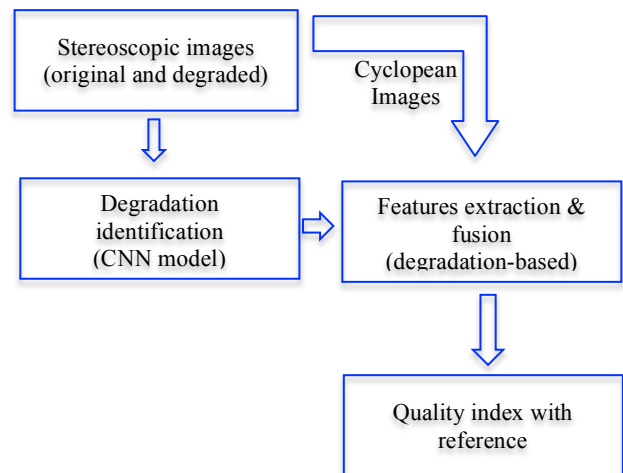 Stereoscopic images
(original and degraded)
Cyclopean
Images
Degradation
identification
(CNN model)
Features extraction &
fusion
(degradation-based)
Quality index with
reference